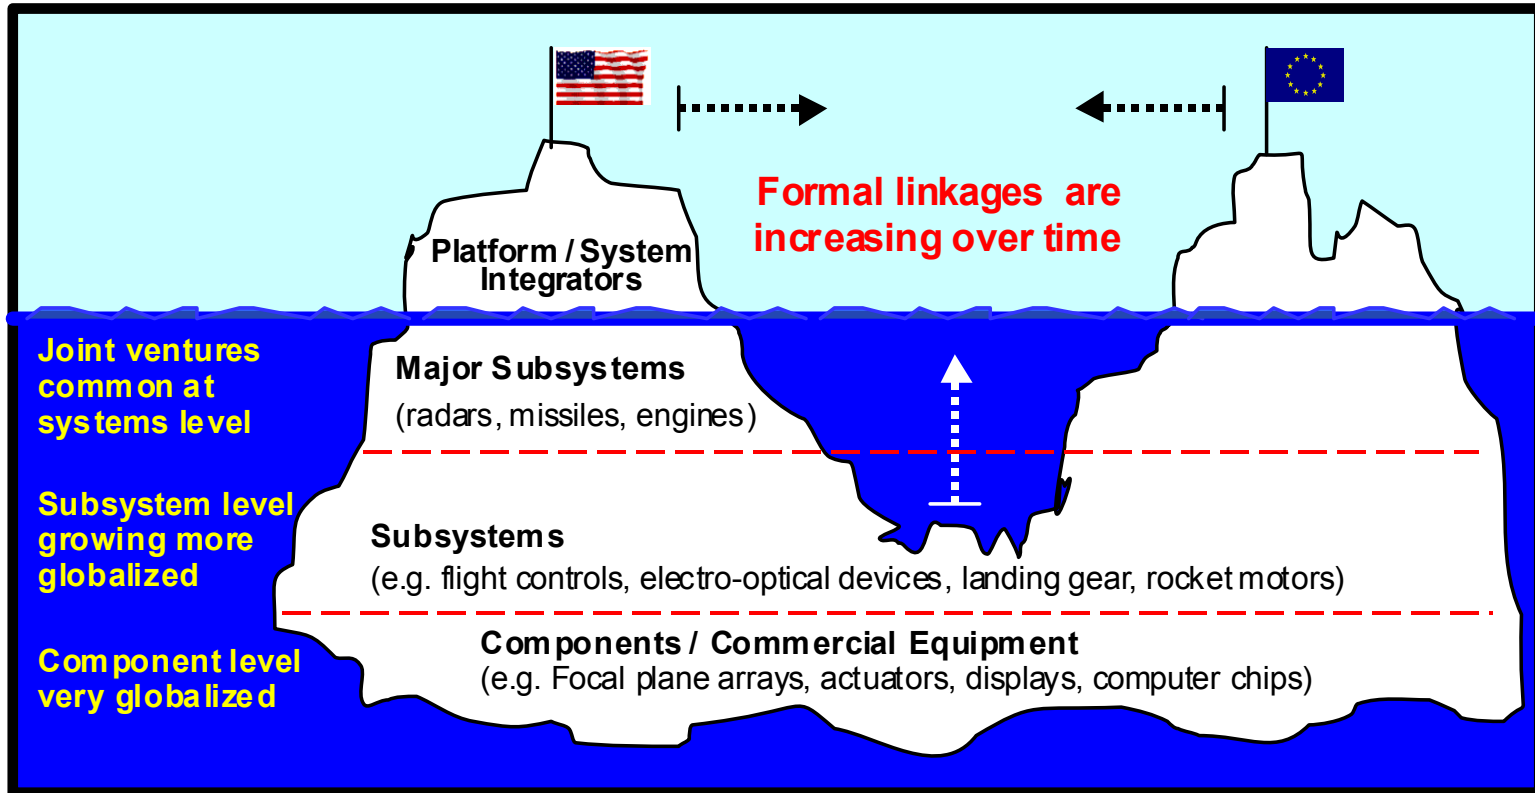 Formal linkages are
increasing over time
Platform / System
Integrators
Joint ventures
common at
systems level
Major Subsystems
(radars, missiles, engines)
Subsystem level
growing more
globalized
Subsystems
(e.g. flight controls, electro-optical devices, landing gear, rocket motors)
Component level
very globalized
Components / Commercial Equipment
(e.g. Focal plane arrays, actuators, displays, computer chips)